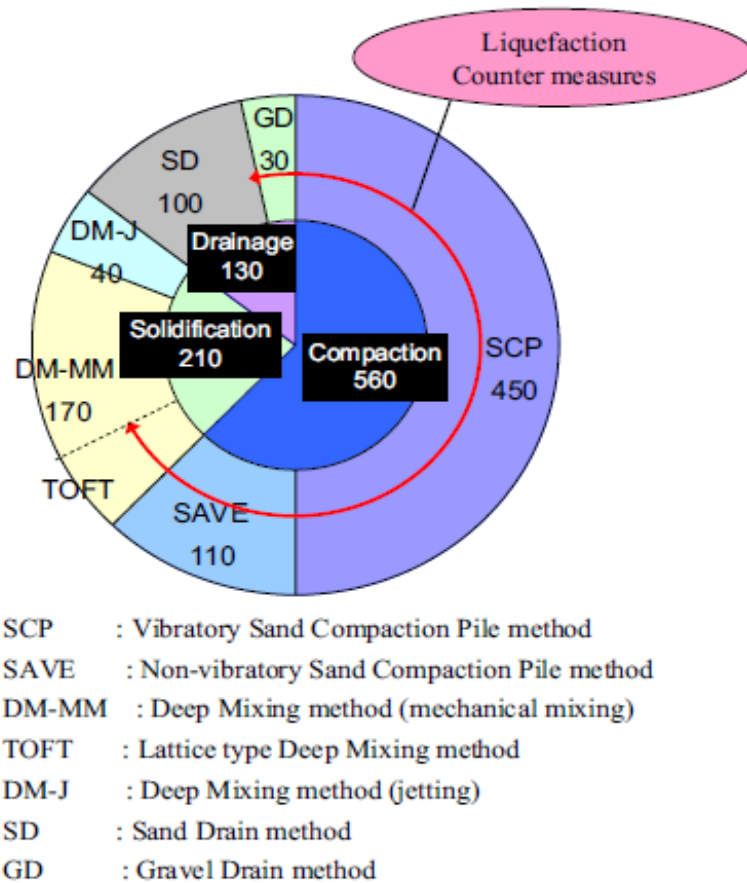 Liquefaction
Counter measures
GD
30
SD
100
DM-J
40
Drainage
130
Solidification
210
Compaction
560
SCP
450
DM-MM
170
TOFT
SAVE
110
SCP : Vibratory Sand Compaction Pile method
SAVE : Non-vibratory Sand Compaction Pile method
DM-MM : Deep Mixing method (mechanical mixing)
TOFT : Lattice type Deep Mixing method
DM-J : Deep Mixing method (jetting)
SD : Sand Drain method
GD : Gravel Drain method